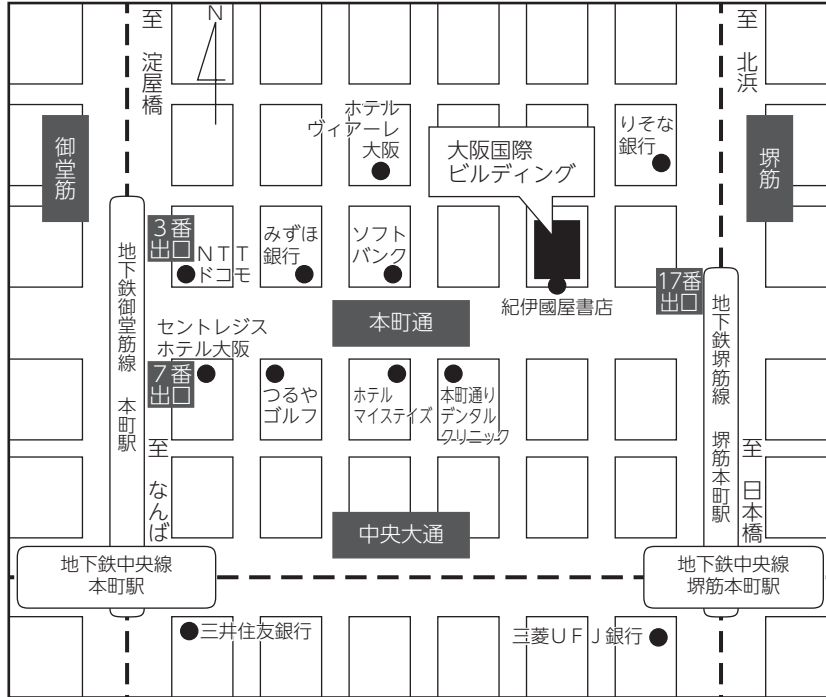 至 淀屋橋
N
至 北浜
御堂筋
ホテル
ヴィアーレ
大阪
大阪国際
ビルディング
りそな
銀行
堺筋
3番
出口
NTT
ドコモ
みずほ
銀行
ソフト
バンク
紀伊國屋書店
17番
出口
地下鉄御堂筋線 本町駅
本町通
地下鉄堺筋線 堺筋本町駅
セントレジス
ホテル大阪
7番
出口
つるや
ゴルフ
ホテル
マイステイズ
本町通り
デンタル
クリニック
至 なんば
至 日本橋
中央大通
地下鉄中央線
本町駅
地下鉄中央線
堺筋本町駅
三井住友銀行
三菱UFJ銀行